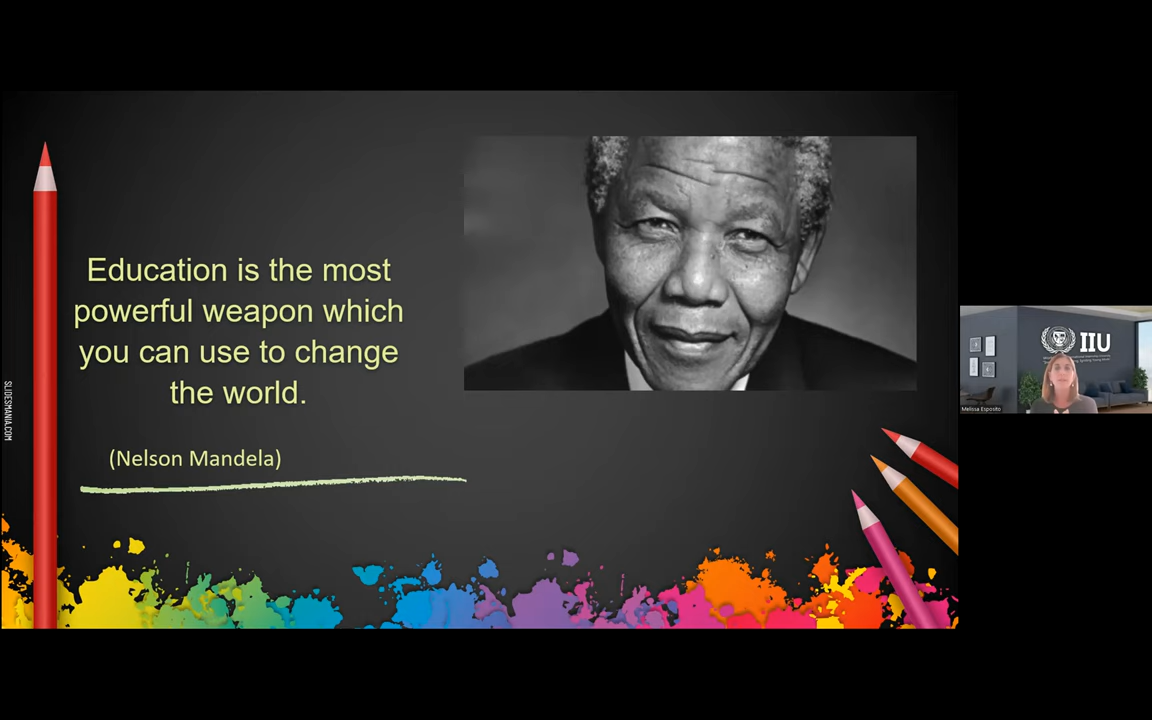 Education is the most
powerful weapon which
you can use to change
the world.
(Nelson Mandela)
SLIDESMANIA.COM
IIU
Melissa Esposito